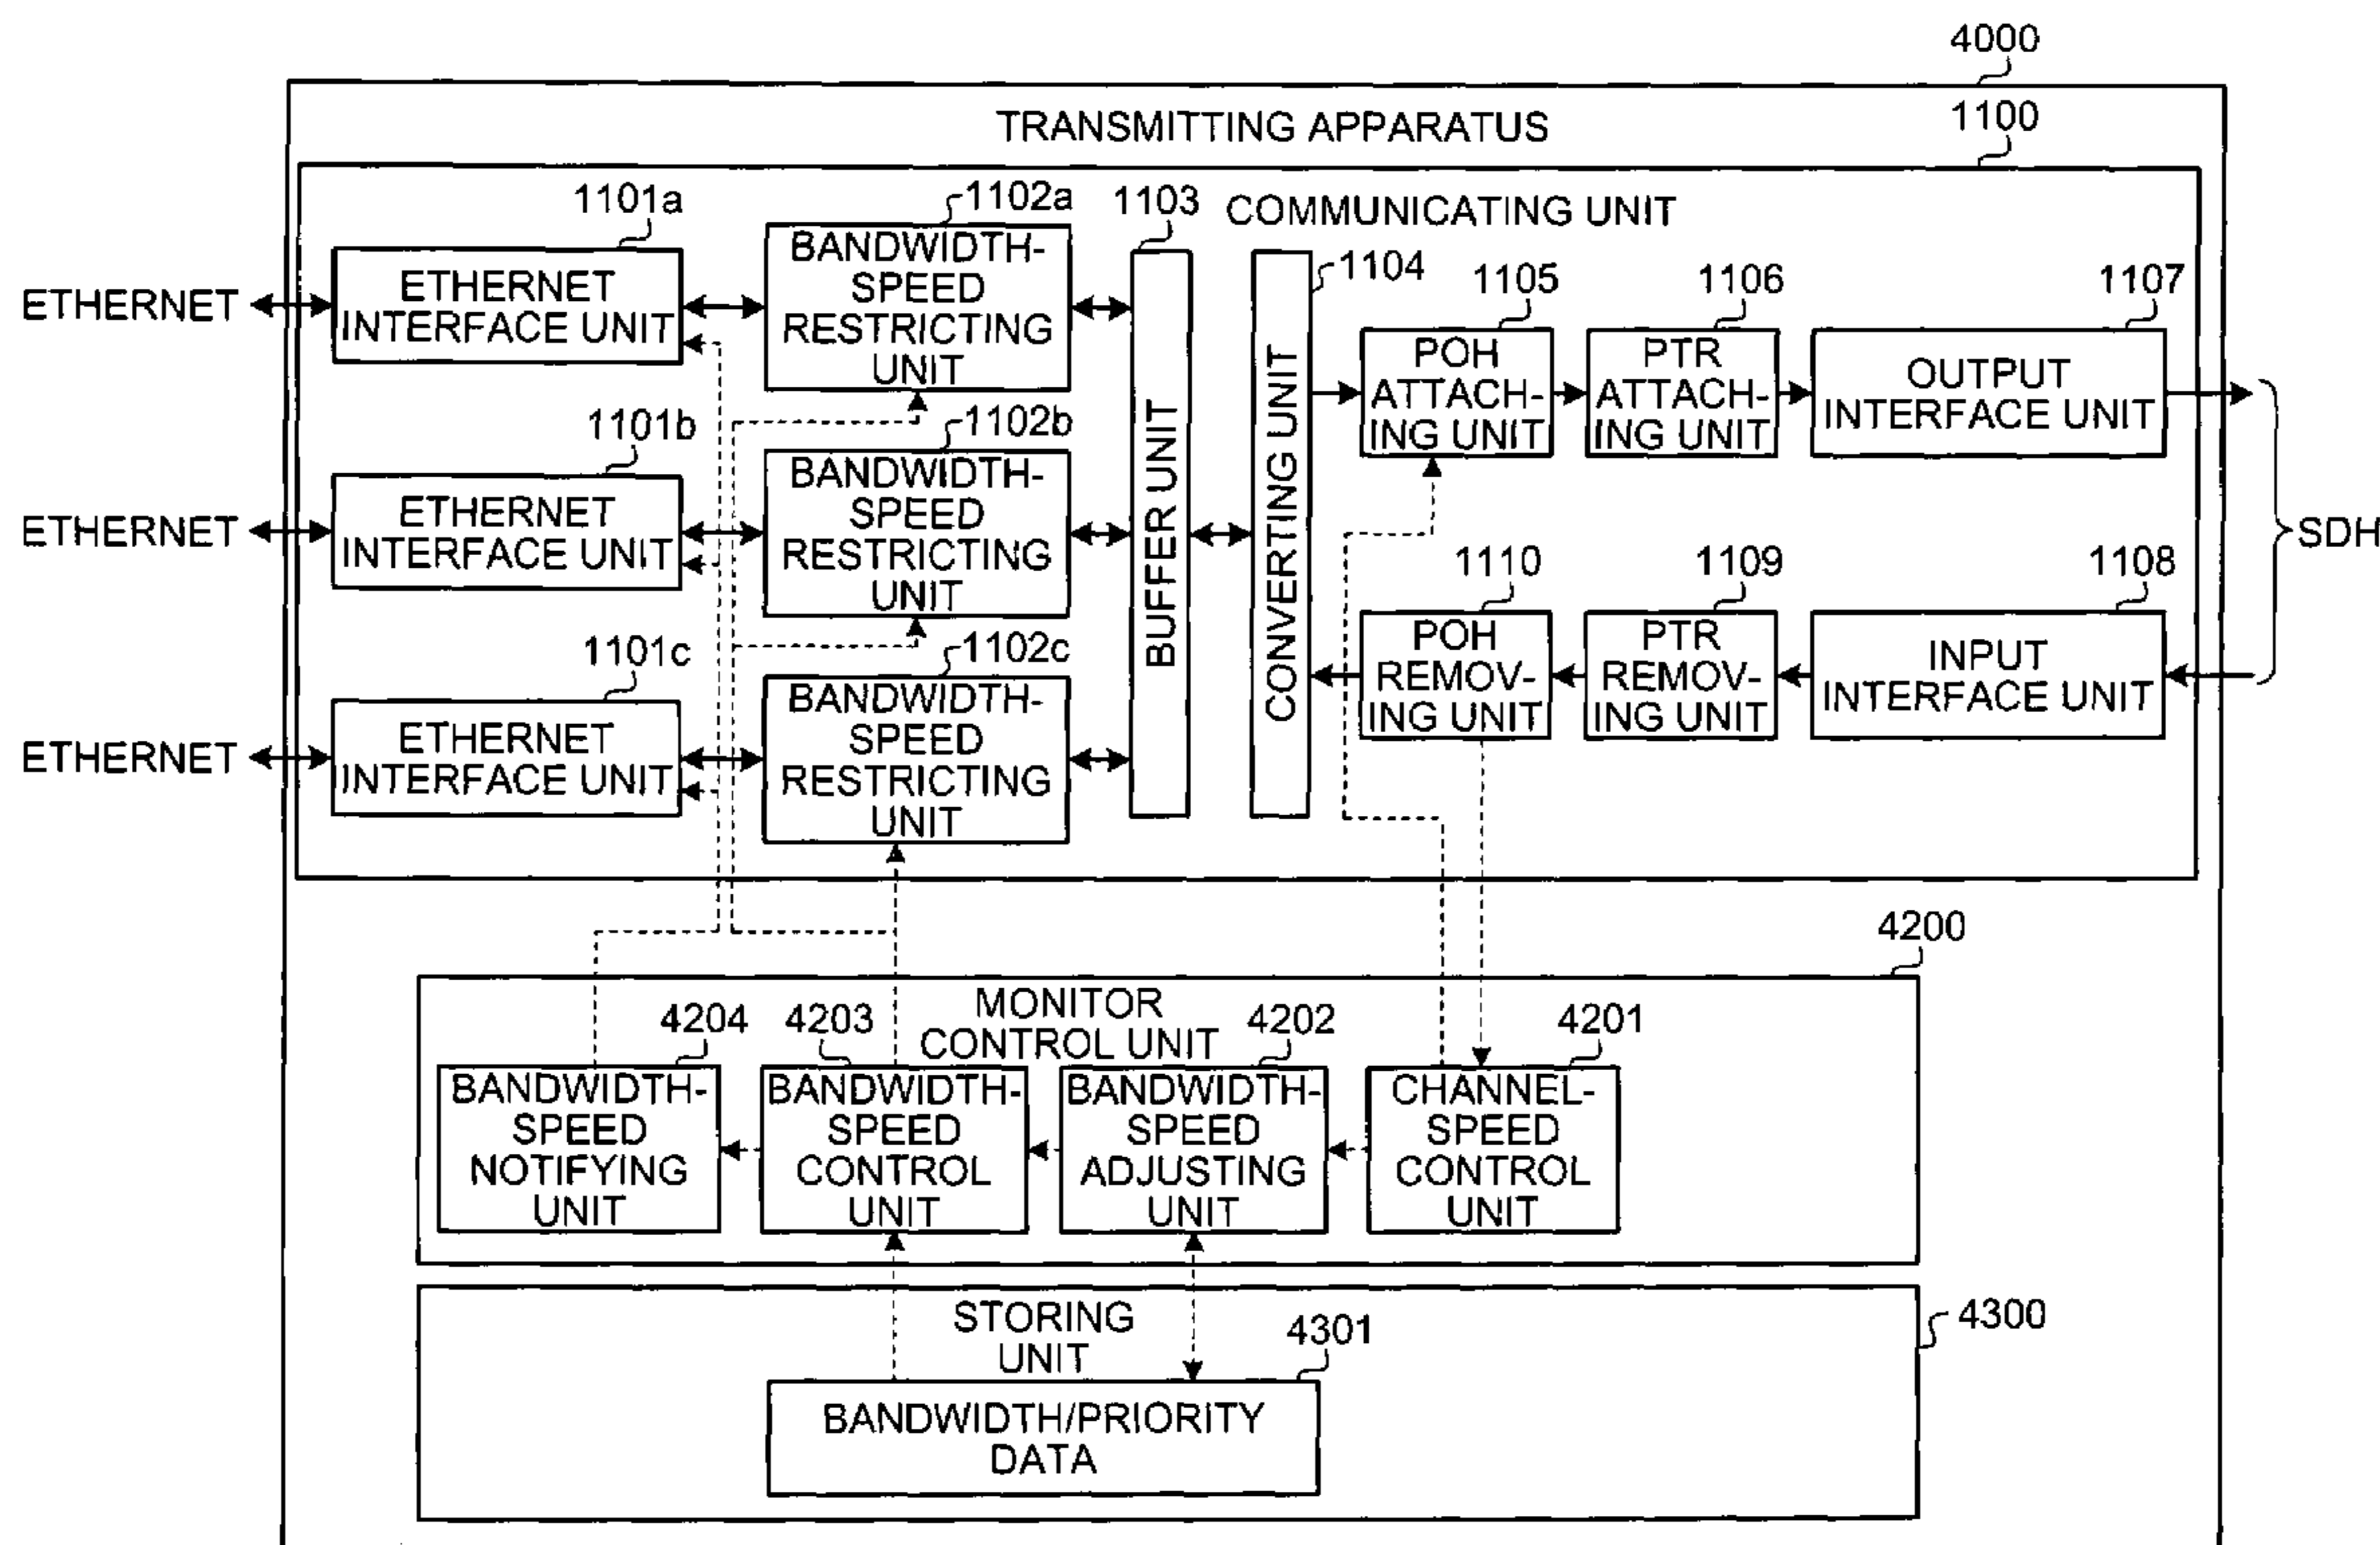 4000
TRANSMITTING APPARATUS
1100
COMMUNICATING UNIT
1101a
1102a
1103
1104
1105
1106
1107
ETHERNET
ETHERNET
INTERFACE UNIT
BANDWIDTH-
SPEED
RESTRICTING
UNIT
BUFFER UNIT
CONVERTING UNIT
POH
ATTACH-
ING UNIT
PTR
ATTACH-
ING UNIT
OUTPUT
INTERFACE UNIT
1101b
1102b
ETHERNET
ETHERNET
INTERFACE UNIT
BANDWIDTH-
SPEED
RESTRICTING
UNIT
SDH
1110
1109
1108
POH
REMOV-
ING UNIT
PTR
REMOV-
ING UNIT
INPUT
INTERFACE UNIT
1101c
1102c
ETHERNET
ETHERNET
INTERFACE UNIT
BANDWIDTH-
SPEED
RESTRICTING
UNIT
4200
MONITOR
CONTROL UNIT
4204
4203
4202
4201
BANDWIDTH-
SPEED
NOTIFYING
UNIT
BANDWIDTH-
SPEED
CONTROL
UNIT
BANDWIDTH-
SPEED
ADJUSTING
UNIT
CHANNEL-
SPEED
CONTROL
UNIT
4300
STORING
UNIT
4301
BANDWIDTH/PRIORITY
DATA